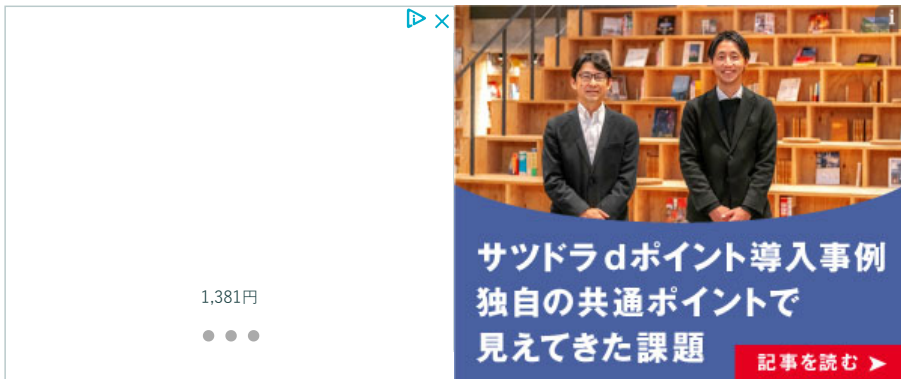 1,381円
サツドラdポイント導入事例
独自の共通ポイントで
見えてきた課題
記事を読む